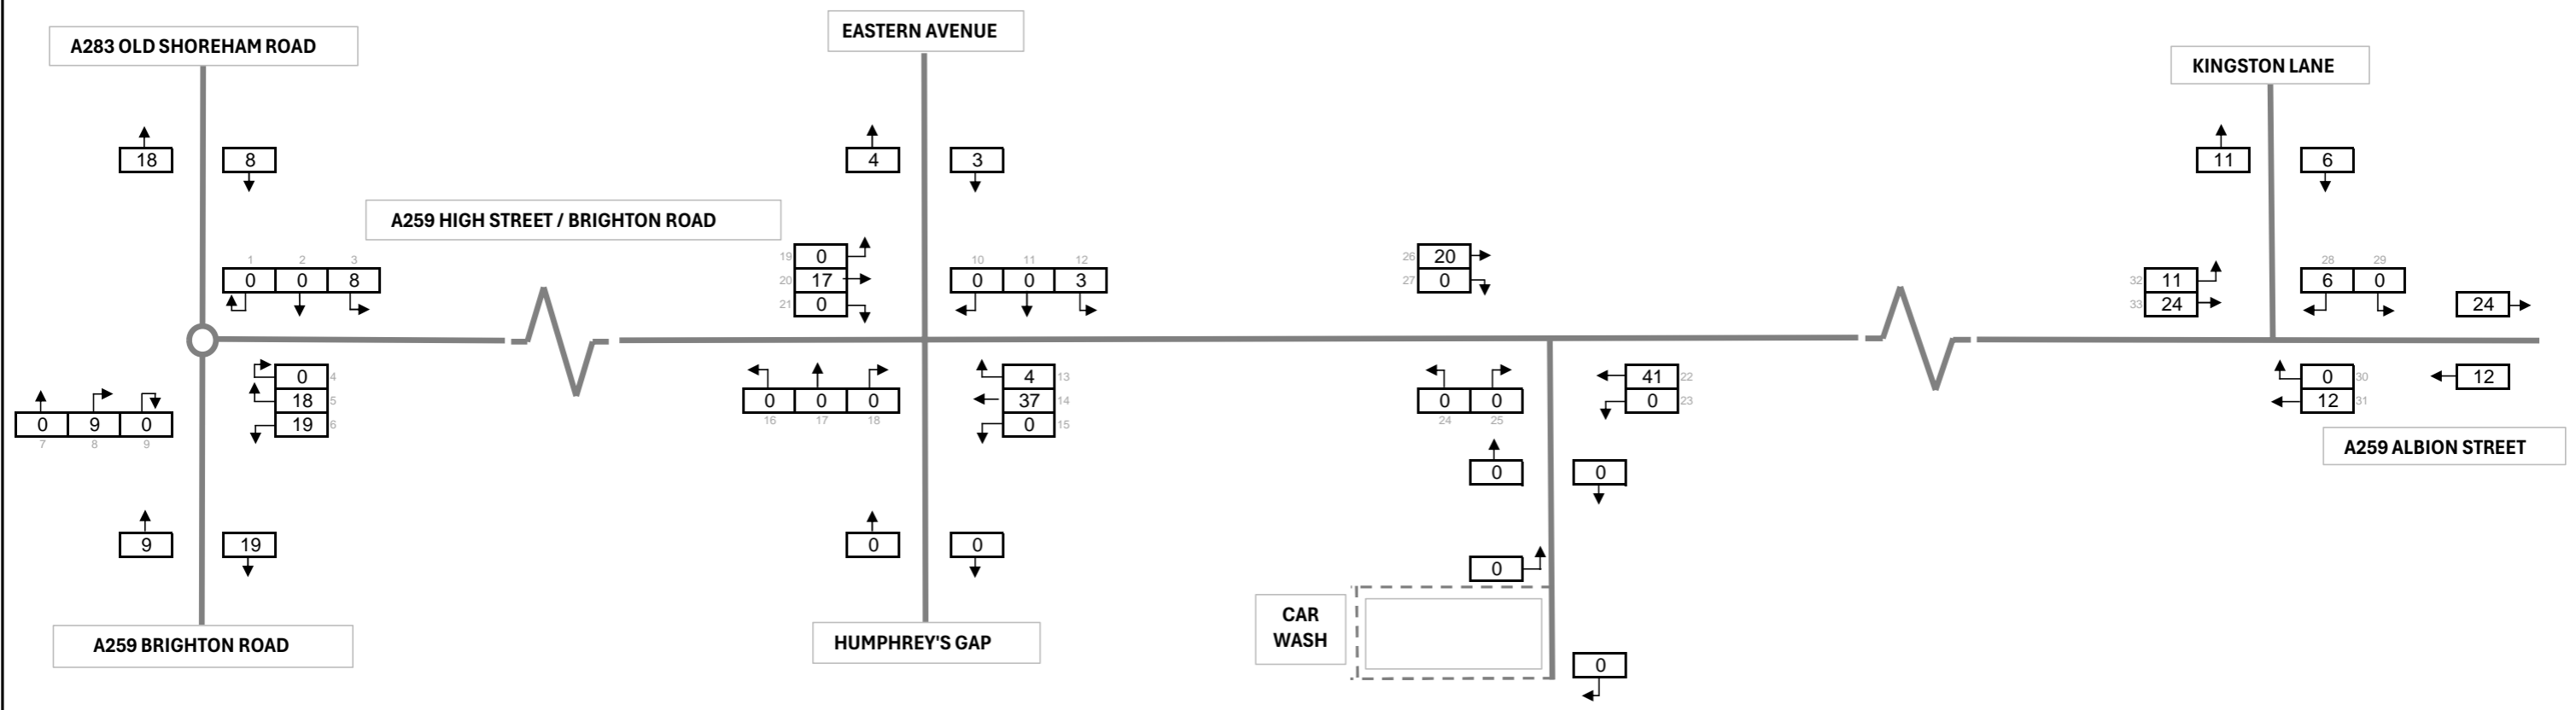 A283 OLD SHOREHAM ROAD
EASTERN AVENUE
KINGSTON LANE
18
8
4
3
11
6
A259 HIGH STREET / BRIGHTON ROAD
1 2 3
0 0 8
19 0
20 17
21 0
10 11 12
0 0 3
26 20
27 0
32 11
33 24
28 29
6 0
24
0 4
18 5
19 6
0 9 0
7 8 9
0 0 0
16 17 18
4 13
37 14
0 15
0 0
24 25
41 22
0 23
0 30
12 31
12
A259 ALBION STREET
0
0
9
19
0
0
0
CAR
WASH
0
A259 BRIGHTON ROAD
HUMPHREY'S GAP